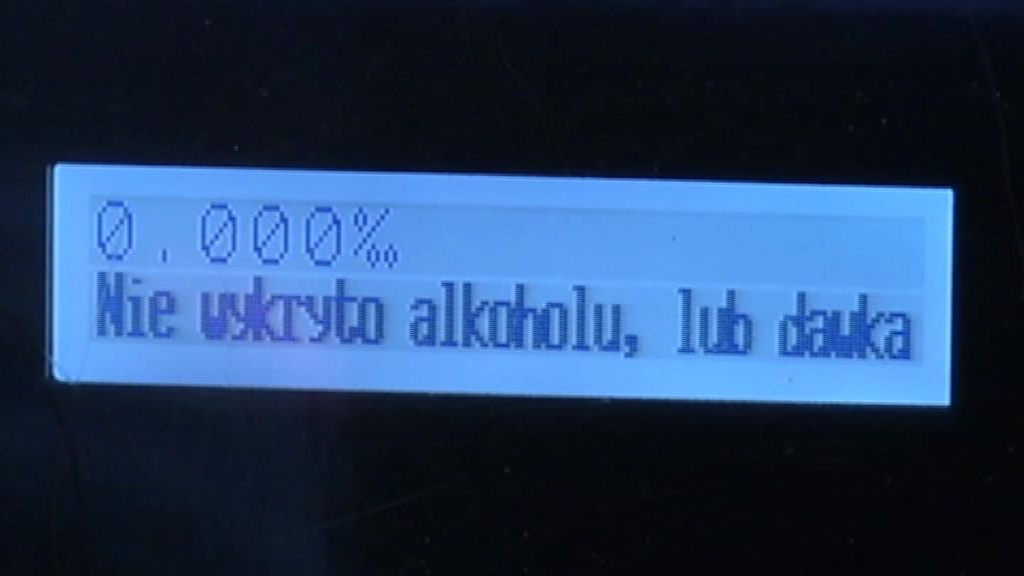 0.000‰
Nie wykryto alkoholu, lub dawka